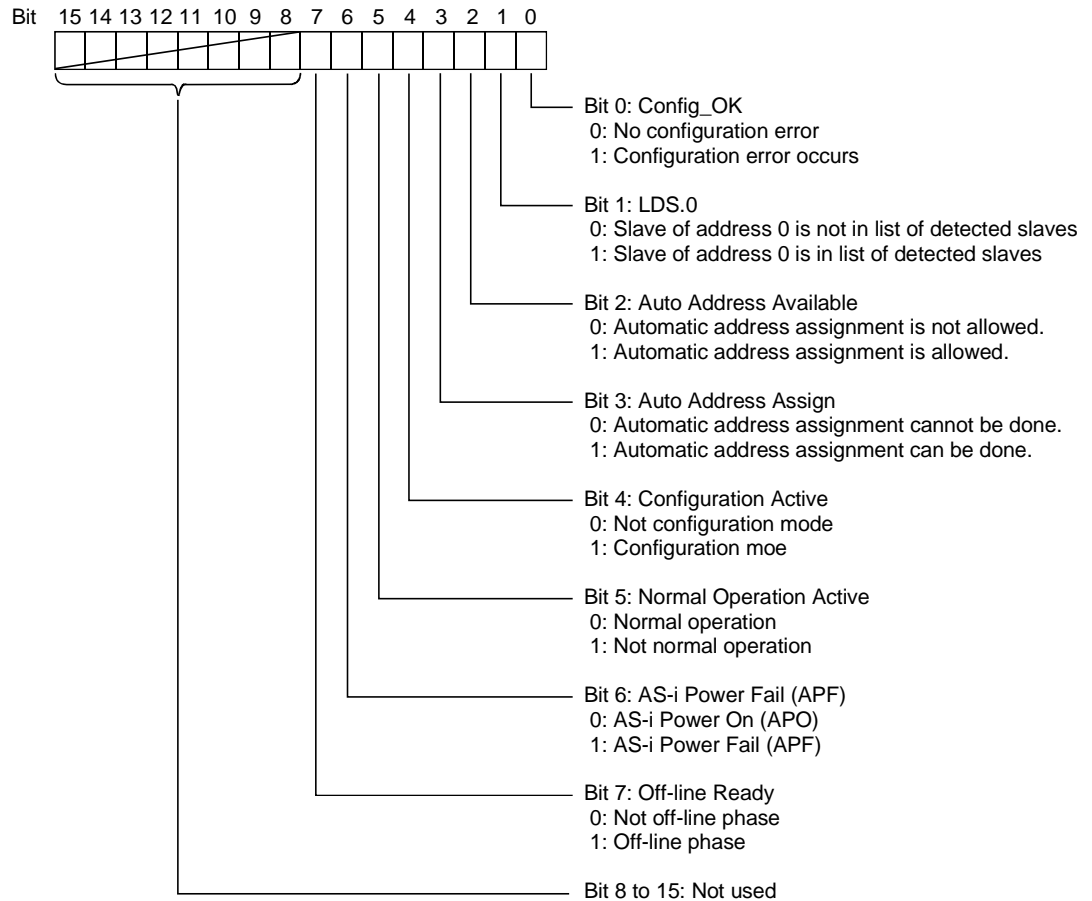 Bit 15 14 13 12 11 10 9 8 7 6 5 4 3 2 1 0
Bit 0: Config_OK
0: No configuration error
1: Configuration error occurs
Bit 1: LDS.0
0: Slave of address 0 is not in list of detected slaves
1: Slave of address 0 is in list of detected slaves
Bit 2: Auto Address Available
0: Automatic address assignment is not allowed.
1: Automatic address assignment is allowed.
Bit 3: Auto Address Assign
0: Automatic address assignment cannot be done.
1: Automatic address assignment can be done.
Bit 4: Configuration Active
0: Not configuration mode
1: Configuration moe
Bit 5: Normal Operation Active
0: Normal operation
1: Not normal operation
Bit 6: AS-i Power Fail (APF)
0: AS-i Power On (APO)
1: AS-i Power Fail (APF)
Bit 7: Off-line Ready
0: Not off-line phase
1: Off-line phase
Bit 8 to 15: Not used